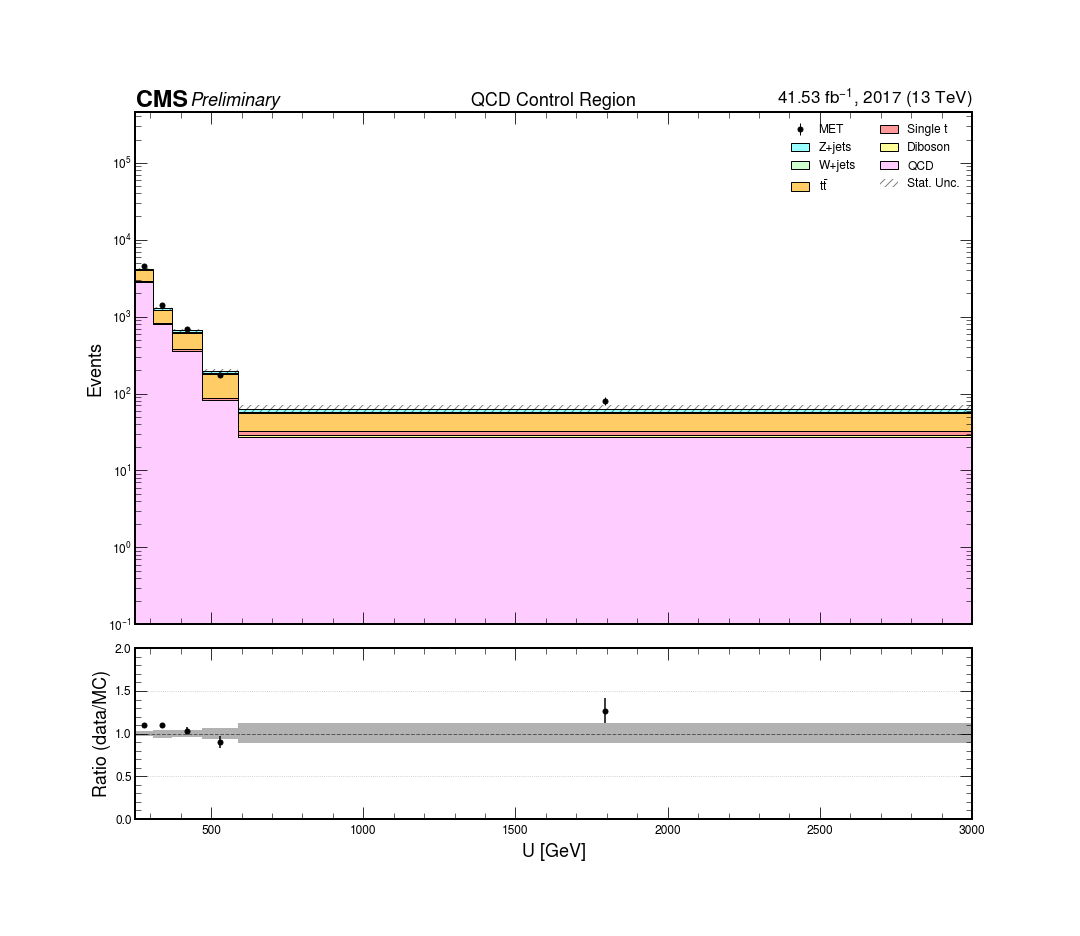 CMS Preliminary QCD Control Region 41.53 fb⁻¹, 2017 (13 TeV)
MET
Z+jets
W+jets
tt̄
Single t
Diboson
QCD
Stat. Unc.
Events
10⁵
10⁴
10³
10²
10¹
10⁰
10⁻¹
Ratio (data/MC)
2.0
1.5
1.0
0.5
0.0
500 1000 1500 2000 2500 3000
U [GeV]